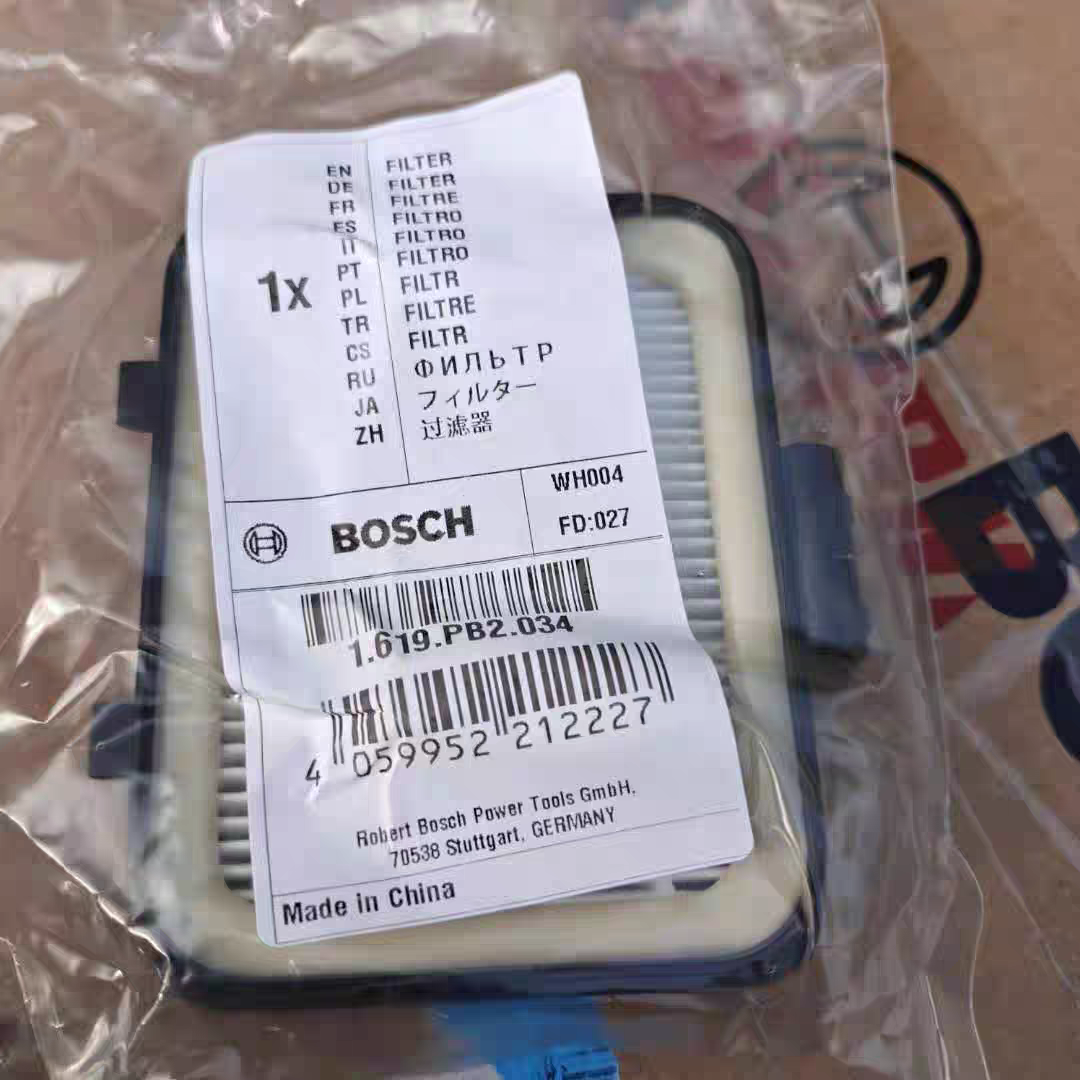 1x
EN FILTER
DE FILTER
FR FILTRE
ES FILTRO
IT FILTRO
PT FILTRO
PL FILTR
TR FILTRE
CS FILTR
RU ФИЛЬТР
JA フィルター
ZH 过滤器
BOSCH
WH004
FD:027
1.619.PB2.034
4 059952 212227
Robert Bosch Power Tools GmbH,
70538 Stuttgart, GERMANY
Made in China